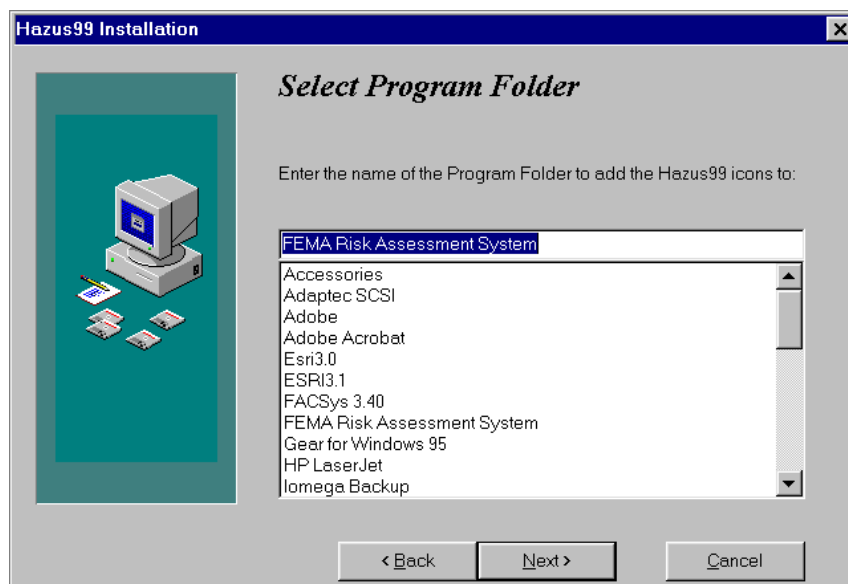 Hazus99 Installation
Select Program Folder
Enter the name of the Program Folder to add the Hazus99 icons to:
FEMA Risk Assessment System
Accessories
Adaptec SCSI
Adobe
Adobe Acrobat
Esri3.0
ESRI3.1
FACSys 3.40
FEMA Risk Assessment System
Gear for Windows 95
HP LaserJet
Iomega Backup
< Back Next > Cancel